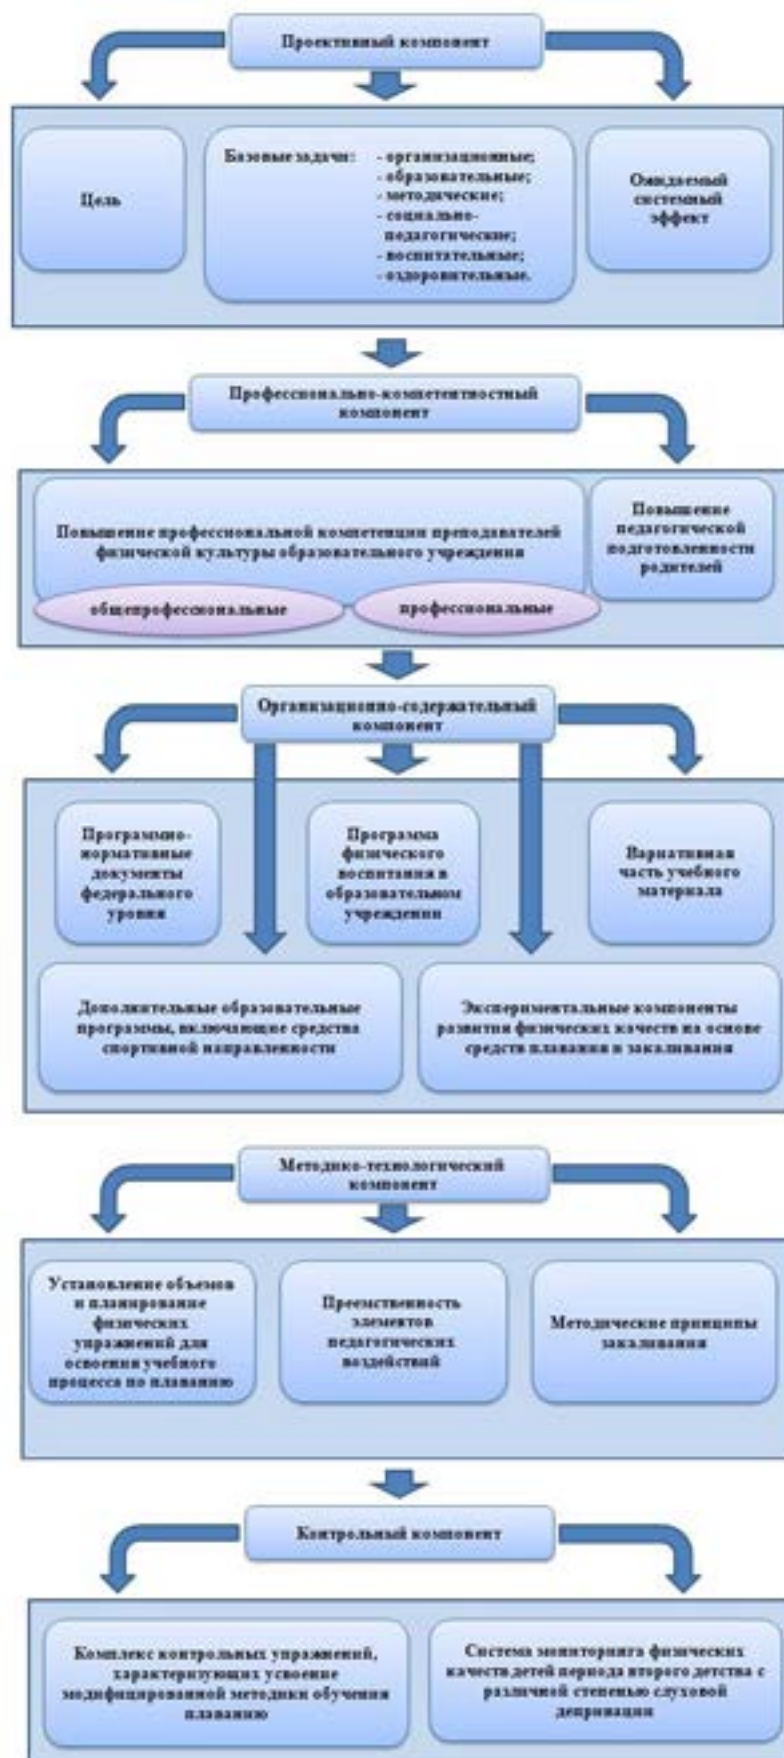 Проективный компонент
Цель
Базовые задачи:
- организационные;
- образовательные;
- методические;
- социально-
педагогические;
- воспитательные;
- оздоровительные.
Ожидаемый
системный
эффект
Профессионально-компетентностный
компонент
Повышение профессиональной компетенции преподавателей
физической культуры образовательного учреждения
общепрофессиональные
профессиональные
Повышение
педагогической
подготовленности
родителей
Организационно-содержательный
компонент
Программно-
нормативные
документы
федерального
уровня
Программа
физического
воспитания в
образовательном
учреждении
Вариативная
часть учебного
материала
Дополнительные образовательные
программы, включающие средства
спортивной направленности
Экспериментальные компоненты
развития физических качеств на основе
средств плавания и закаливания
Методико-технологический
компонент
Установление объемов
и планирование
физических
упражнений для
освоения учебного
процесса по плаванию
Преемственность
элементов
педагогических
воздействий
Методические принципы
закаливания
Контрольный компонент
Комплекс контрольных упражнений,
характеризующих усвоение
модифицированной методики обучения
плаванию
Система мониторинга физических
качеств детей периода второго детства с
различной степенью слуховой
депривации